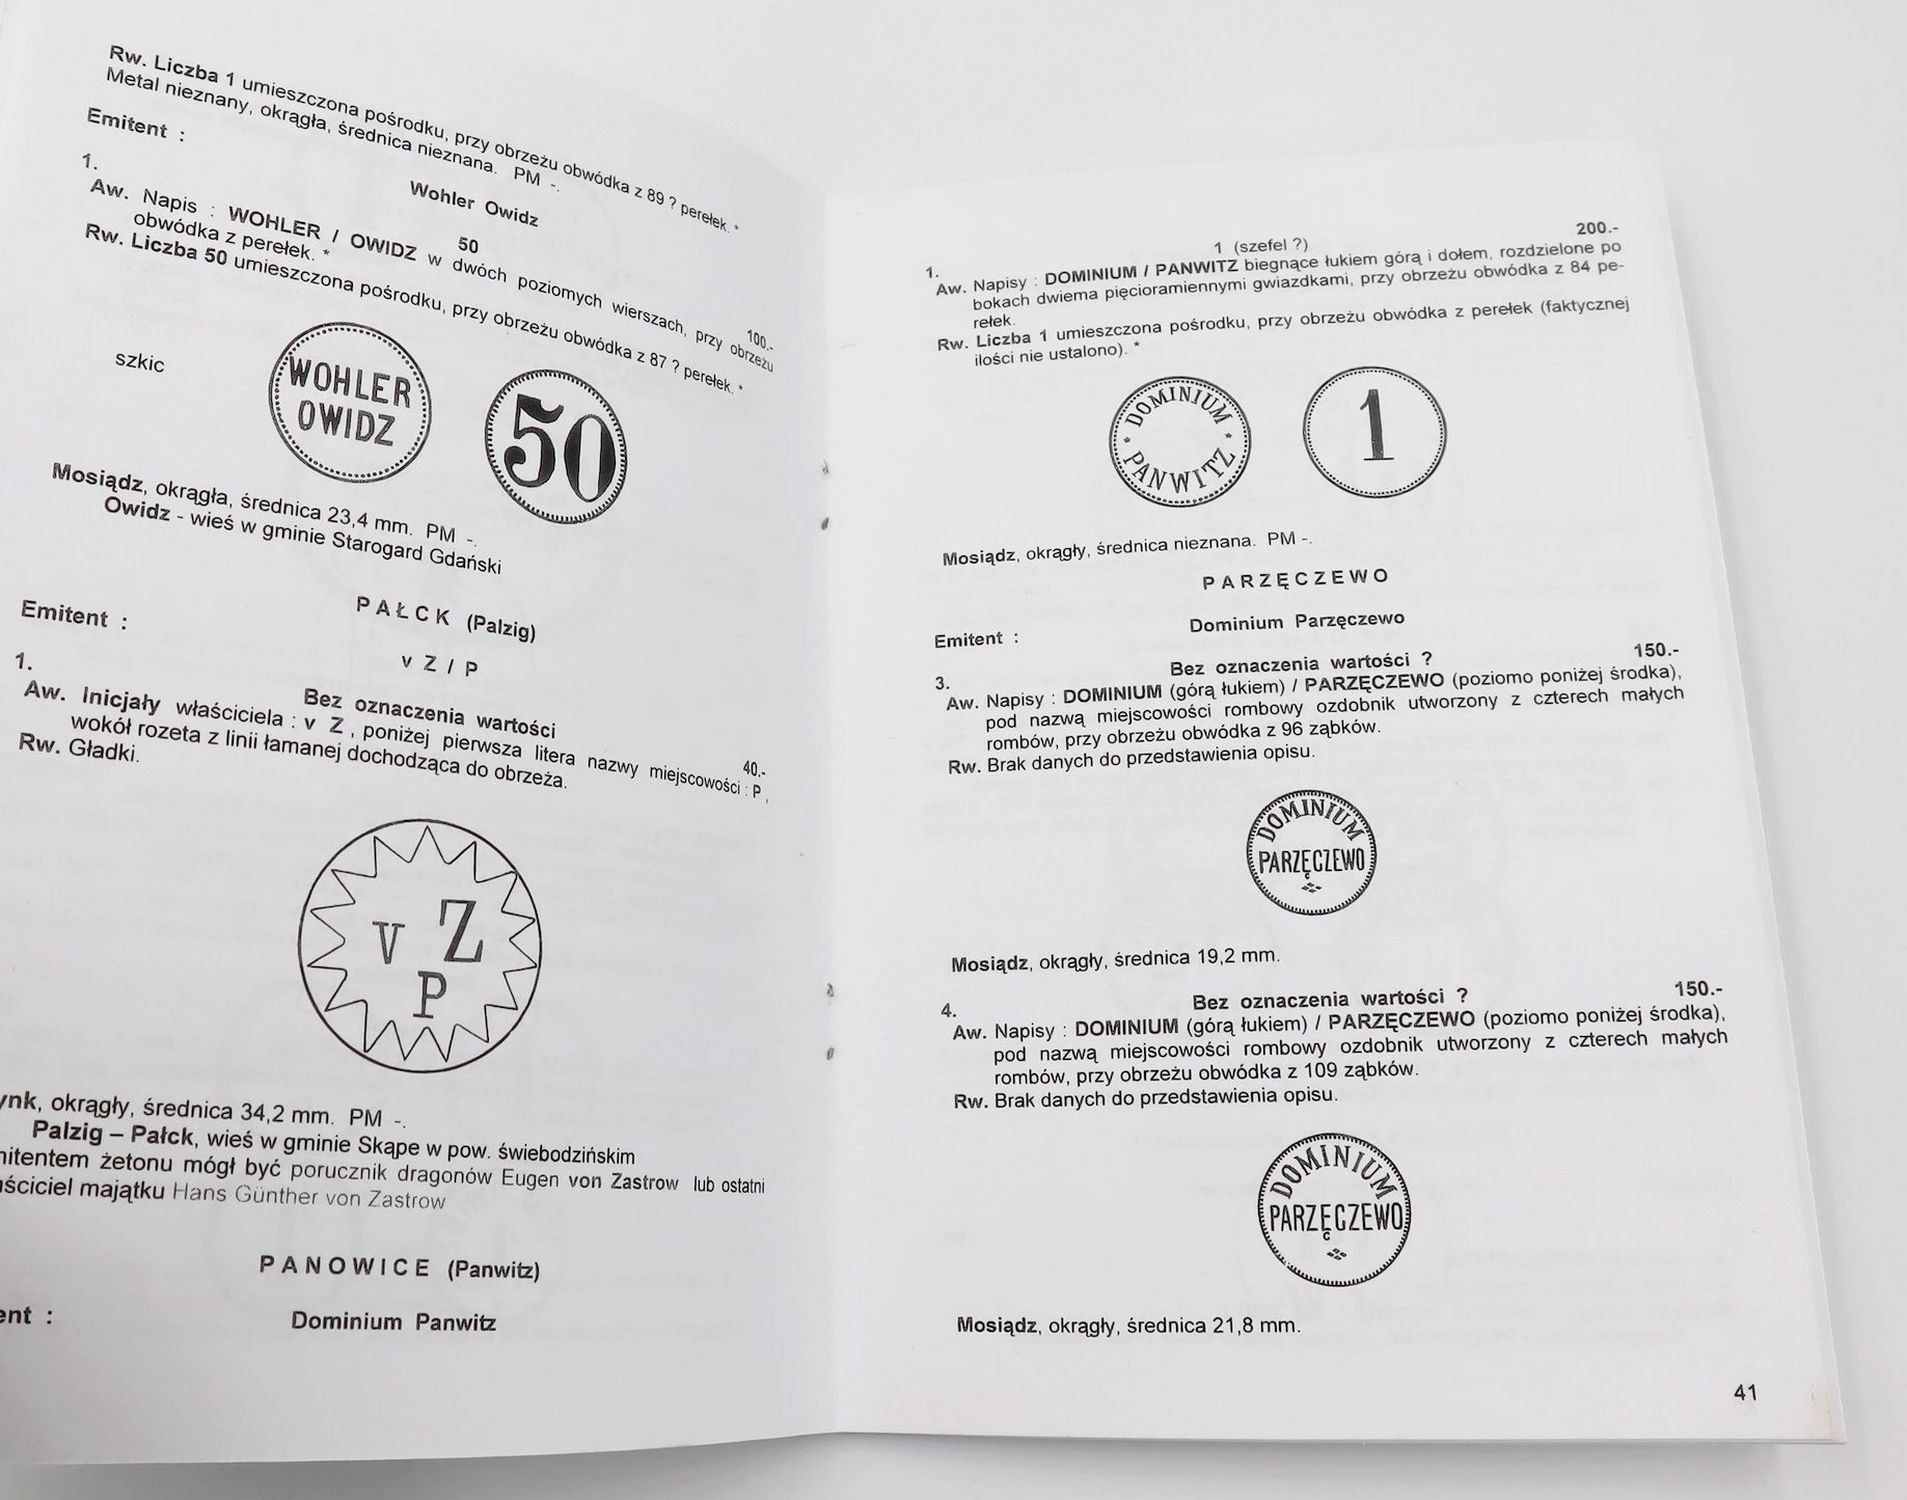 Rw. Liczba 1 umieszczona pośrodku, przy obrzeżu obwódka z 89 ? perełek. *
Metal nieznany, okrągła, średnica nieznana. PM -.
Emitent :
Wohler Owidz
1.
50
100.-
Aw. Napis : WOHLER / OWIDZ w dwóch poziomych wierszach, przy obrzeżu
obwódka z perełek. *
Rw. Liczba 50 umieszczona pośrodku, przy obrzeżu obwódka z 87 ? perełek. *
szkic
WOHLER
OWIDZ
50
Mosiądz, okrągła, średnica 23,4 mm. PM -.
Owidz - wieś w gminie Starogard Gdański
PAŁCK (Palzig)
Emitent :
v Z / P
1.
Bez oznaczenia wartości
40.-
Aw. Inicjały właściciela : v Z , poniżej pierwsza litera nazwy miejscowości : P ,
wokół rozeta z linii łamanej dochodząca do obrzeża.
Rw. Gładki.
v Z
P
ynk, okrągły, średnica 34,2 mm. PM -.
Palzig – Pałck, wieś w gminie Skąpe w pow. świebodzińskim
nitentem żetonu mógł być porucznik dragonów Eugen von Zastrow lub ostatni
aściciel majątku Hans Günther von Zastrow
PANOWICE (Panwitz)
ent :
Dominium Panwitz
1 (szefel ?)
200.-
1.
Aw. Napisy : DOMINIUM / PANWITZ biegnące łukiem górą i dołem, rozdzielone po
bokach dwiema pięcioramiennymi gwiazdkami, przy obrzeżu obwódka z 84 pe-
rełek.
Rw. Liczba 1 umieszczona pośrodku, przy obrzeżu obwódka z perełek (faktycznej
ilości nie ustalono). *
DOMINIUM
* *
PANWITZ
1
Mosiądz, okrągły, średnica nieznana. PM -.
PARZĘCZEWO
Emitent :
Dominium Parzęczewo
3.
Bez oznaczenia wartości ?
150.-
Aw. Napisy : DOMINIUM (górą łukiem) / PARZĘCZEWO (poziomo poniżej środka),
pod nazwą miejscowości rombowy ozdobnik utworzony z czterech małych
rombów, przy obrzeżu obwódka z 96 ząbków.
Rw. Brak danych do przedstawienia opisu.
DOMINIUM
PARZĘCZEWO
Mosiądz, okrągły, średnica 19,2 mm.
4.
Bez oznaczenia wartości ?
150.-
Aw. Napisy : DOMINIUM (górą łukiem) / PARZĘCZEWO (poziomo poniżej środka),
pod nazwą miejscowości rombowy ozdobnik utworzony z czterech małych
rombów, przy obrzeżu obwódka z 109 ząbków.
Rw. Brak danych do przedstawienia opisu.
DOMINIUM
PARZĘCZEWO
Mosiądz, okrągły, średnica 21,8 mm.
41